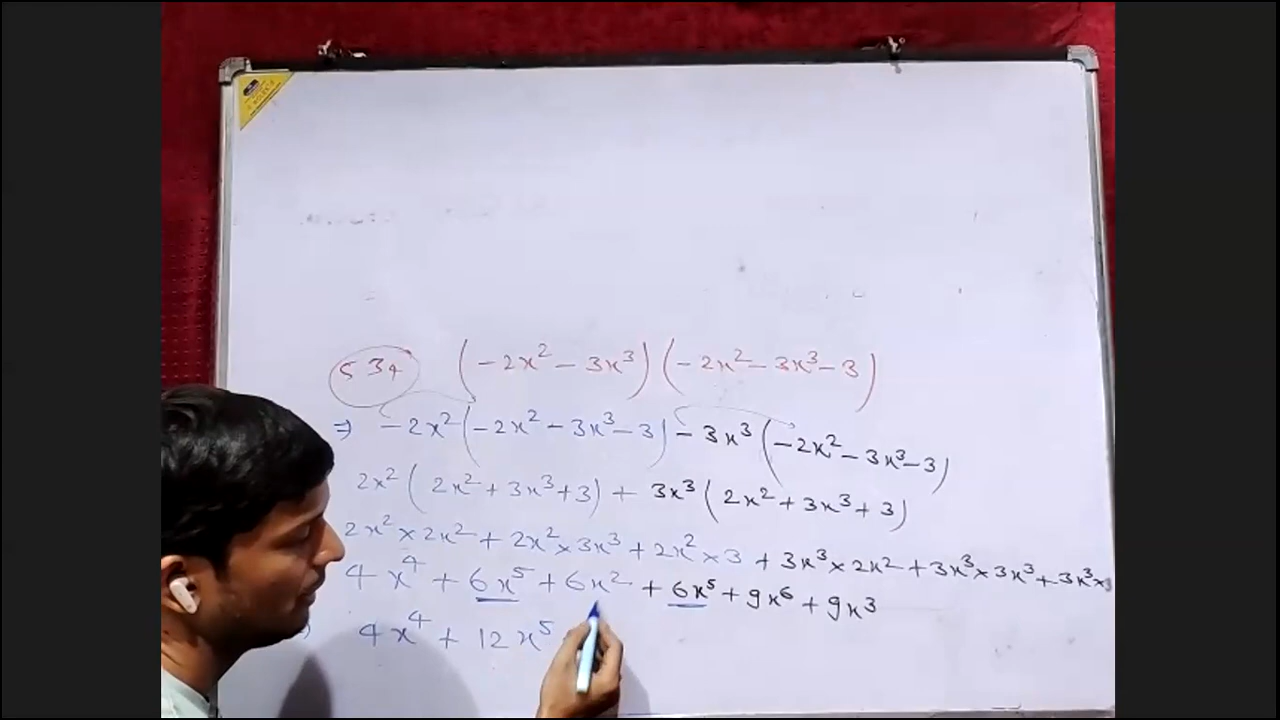 534 (-2x² - 3x³) (-2x² - 3x³ - 3)
⇒ -2x² (-2x² - 3x³ - 3) - 3x³ (-2x² - 3x³ - 3)
2x² (2x² + 3x³ + 3) + 3x³ (2x² + 3x³ + 3)
2x² × 2x² + 2x² × 3x³ + 2x² × 3 + 3x³ × 2x² + 3x³ × 3x³ + 3x³ × 3
4x⁴ + 6x⁵ + 6x² + 6x⁵ + 9x⁶ + 9x³
4x⁴ + 12x⁵